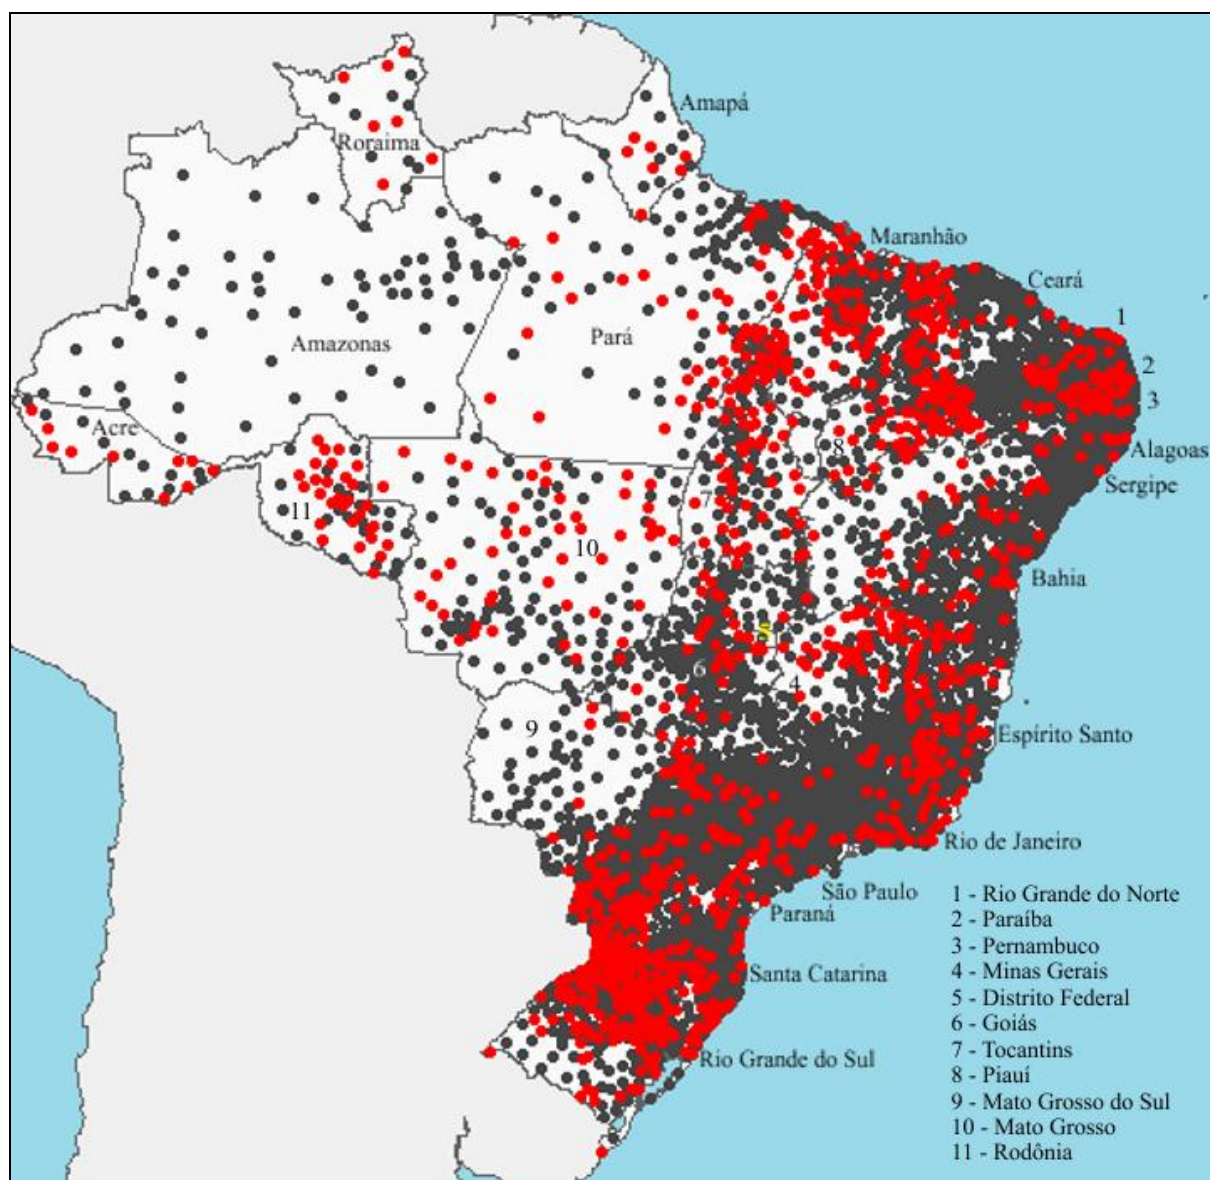 Amapá
Roraima
Maranhão
Ceará
1
Amazonas
Pará
2
3
Acre
8
Alagoas
Sergipe
7
11
10
Bahia
5
6
4
9
Espírito Santo
Rio de Janeiro
São Paulo
Paraná
Santa Catarina
Rio Grande do Sul
1 - Rio Grande do Norte
2 - Paraíba
3 - Pernambuco
4 - Minas Gerais
5 - Distrito Federal
6 - Goiás
7 - Tocantins
8 - Piauí
9 - Mato Grosso do Sul
10 - Mato Grosso
11 - Rodônia